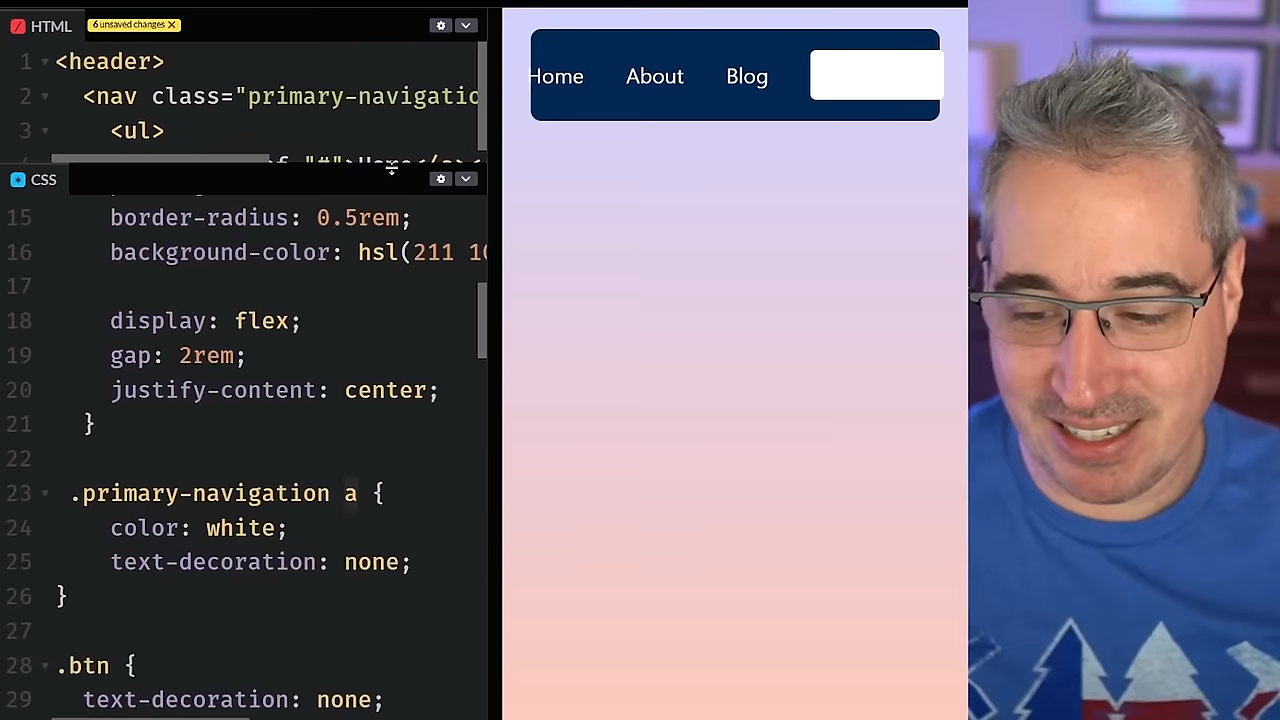 HTML
6 unsaved changes X
1 <header>
2 <nav class="primary-navigatio
3 <ul>
CSS
15 border-radius: 0.5rem;
16 background-color: hsl(211 10
17
18 display: flex;
19 gap: 2rem;
20 justify-content: center;
21 }
22
23 .primary-navigation a {
24 color: white;
25 text-decoration: none;
26 }
27
28 .btn {
29 text-decoration: none;
Home About Blog